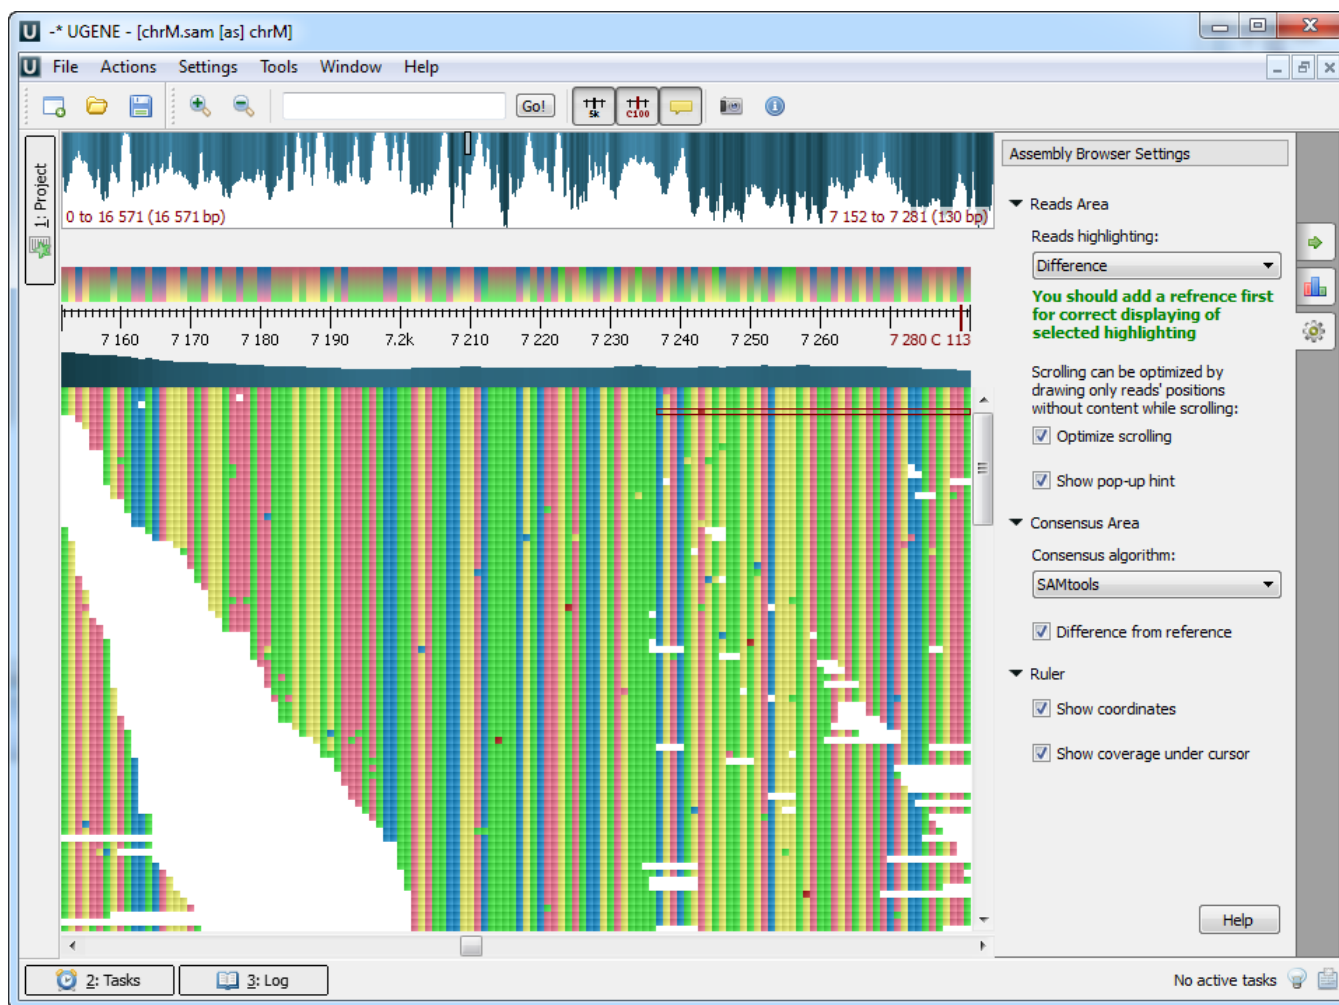 -* UGENE - [chrM.sam [as] chrM]
File Actions Settings Tools Window Help
Go! 5k C100
1: Project
0 to 16 571 (16 571 bp) 7 152 to 7 281 (130 bp)
7 160 7 170 7 180 7 190 7.2k 7 210 7 220 7 230 7 240 7 250 7 260 7 280 C 113
Assembly Browser Settings
Reads Area
Reads highlighting:
Difference
You should add a refrence first
for correct displaying of
selected highlighting
Scrolling can be optimized by
drawing only reads' positions
without content while scrolling:
Optimize scrolling
Show pop-up hint
Consensus Area
Consensus algorithm:
SAMtools
Difference from reference
Ruler
Show coordinates
Show coverage under cursor
Help
2: Tasks 3: Log No active tasks